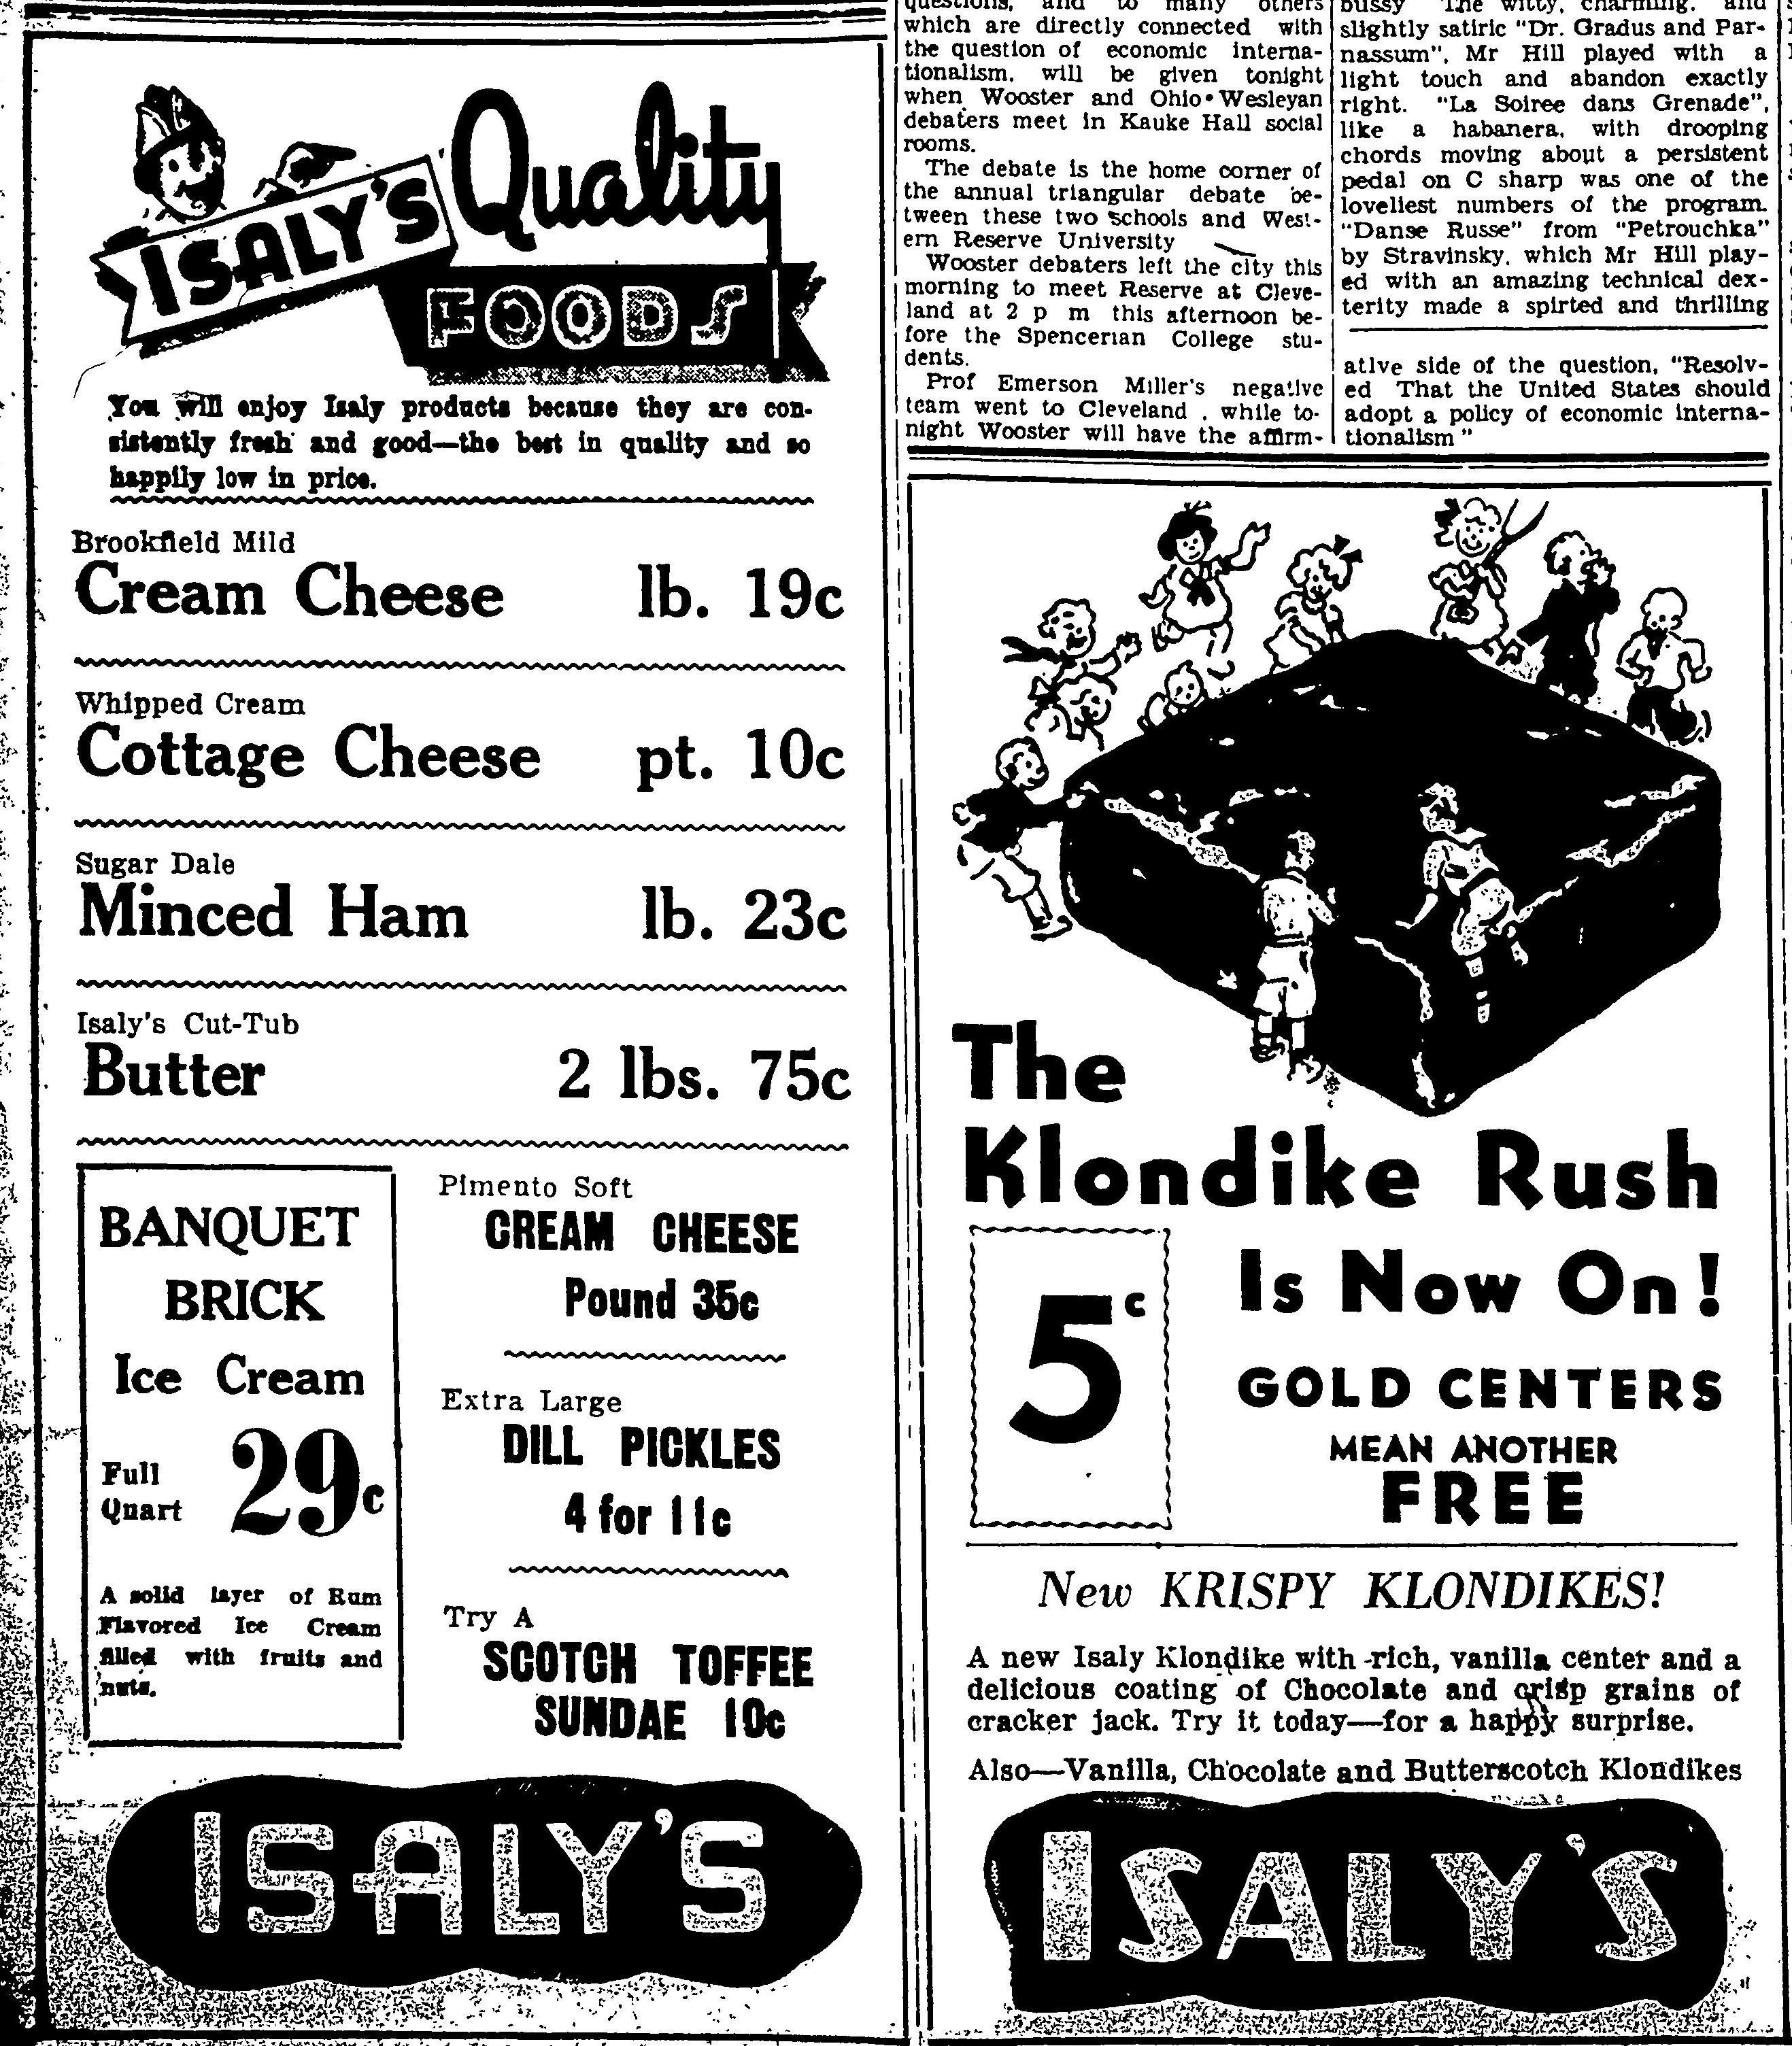 ISALY'S Quality
FOODS
You will enjoy Isaly products because they are con-
sistently fresh and good—the best in quality and so
happily low in price.
Brookfield Mild
Cream Cheese lb. 19c
Whipped Cream
Cottage Cheese pt. 10c
Sugar Dale
Minced Ham lb. 23c
Isaly's Cut-Tub
Butter 2 lbs. 75c
BANQUET
BRICK
Ice Cream
Full
Quart
29c
A solid layer of Rum
Flavored Ice Cream
filled with fruits and
nuts.
Pimento Soft
CREAM CHEESE
Pound 35c
Extra Large
DILL PICKLES
4 for 11c
Try A
SCOTCH TOFFEE
SUNDAE 10c
ISALY'S
questions, and to many others
which are directly connected with
the question of economic interna-
tionalism, will be given tonight
when Wooster and Ohio Wesleyan
debaters meet in Kauke Hall social
rooms.
The debate is the home corner of
the annual triangular debate be-
tween these two schools and West-
ern Reserve University
Wooster debaters left the city this
morning to meet Reserve at Cleve-
land at 2 p m this afternoon be-
fore the Spencerian College stu-
dents.
Prof Emerson Miller's negative
team went to Cleveland, while to-
night Wooster will have the affirm-
bussy The witty, charming, and
slightly satiric "Dr. Gradus and Par-
nassum", Mr Hill played with a
light touch and abandon exactly
right. "La Soiree dans Grenade",
like a habanera, with drooping
chords moving about a persistent
pedal on C sharp was one of the
loveliest numbers of the program.
"Danse Russe" from "Petrouchka"
by Stravinsky, which Mr Hill play-
ed with an amazing technical dex-
terity made a spirted and thrilling
ative side of the question, "Resolv-
ed That the United States should
adopt a policy of economic interna-
tionalism"
The
Klondike Rush
Is Now On!
5c
GOLD CENTERS
MEAN ANOTHER
FREE
New KRISPY KLONDIKES!
A new Isaly Klondike with rich, vanilla center and a
delicious coating of Chocolate and crisp grains of
cracker jack. Try it today—for a happy surprise.
Also—Vanilla, Chocolate and Butterscotch Klondikes
ISALY'S